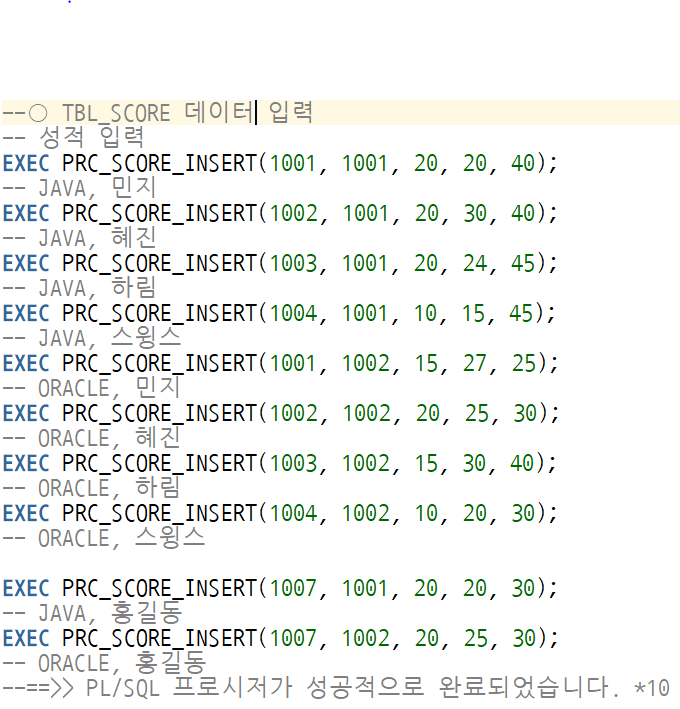 --○ TBL_SCORE 데이터 입력
-- 성적 입력
EXEC PRC_SCORE_INSERT(1001, 1001, 20, 20, 40);
-- JAVA, 민지
EXEC PRC_SCORE_INSERT(1002, 1001, 20, 30, 40);
-- JAVA, 혜진
EXEC PRC_SCORE_INSERT(1003, 1001, 20, 24, 45);
-- JAVA, 하림
EXEC PRC_SCORE_INSERT(1004, 1001, 10, 15, 45);
-- JAVA, 스윙스
EXEC PRC_SCORE_INSERT(1001, 1002, 15, 27, 25);
-- ORACLE, 민지
EXEC PRC_SCORE_INSERT(1002, 1002, 20, 25, 30);
-- ORACLE, 혜진
EXEC PRC_SCORE_INSERT(1003, 1002, 15, 30, 40);
-- ORACLE, 하림
EXEC PRC_SCORE_INSERT(1004, 1002, 10, 20, 30);
-- ORACLE, 스윙스
EXEC PRC_SCORE_INSERT(1007, 1001, 20, 20, 30);
-- JAVA, 홍길동
EXEC PRC_SCORE_INSERT(1007, 1002, 20, 25, 30);
-- ORACLE, 홍길동
--==>> PL/SQL 프로시저가 성공적으로 완료되었습니다. *10